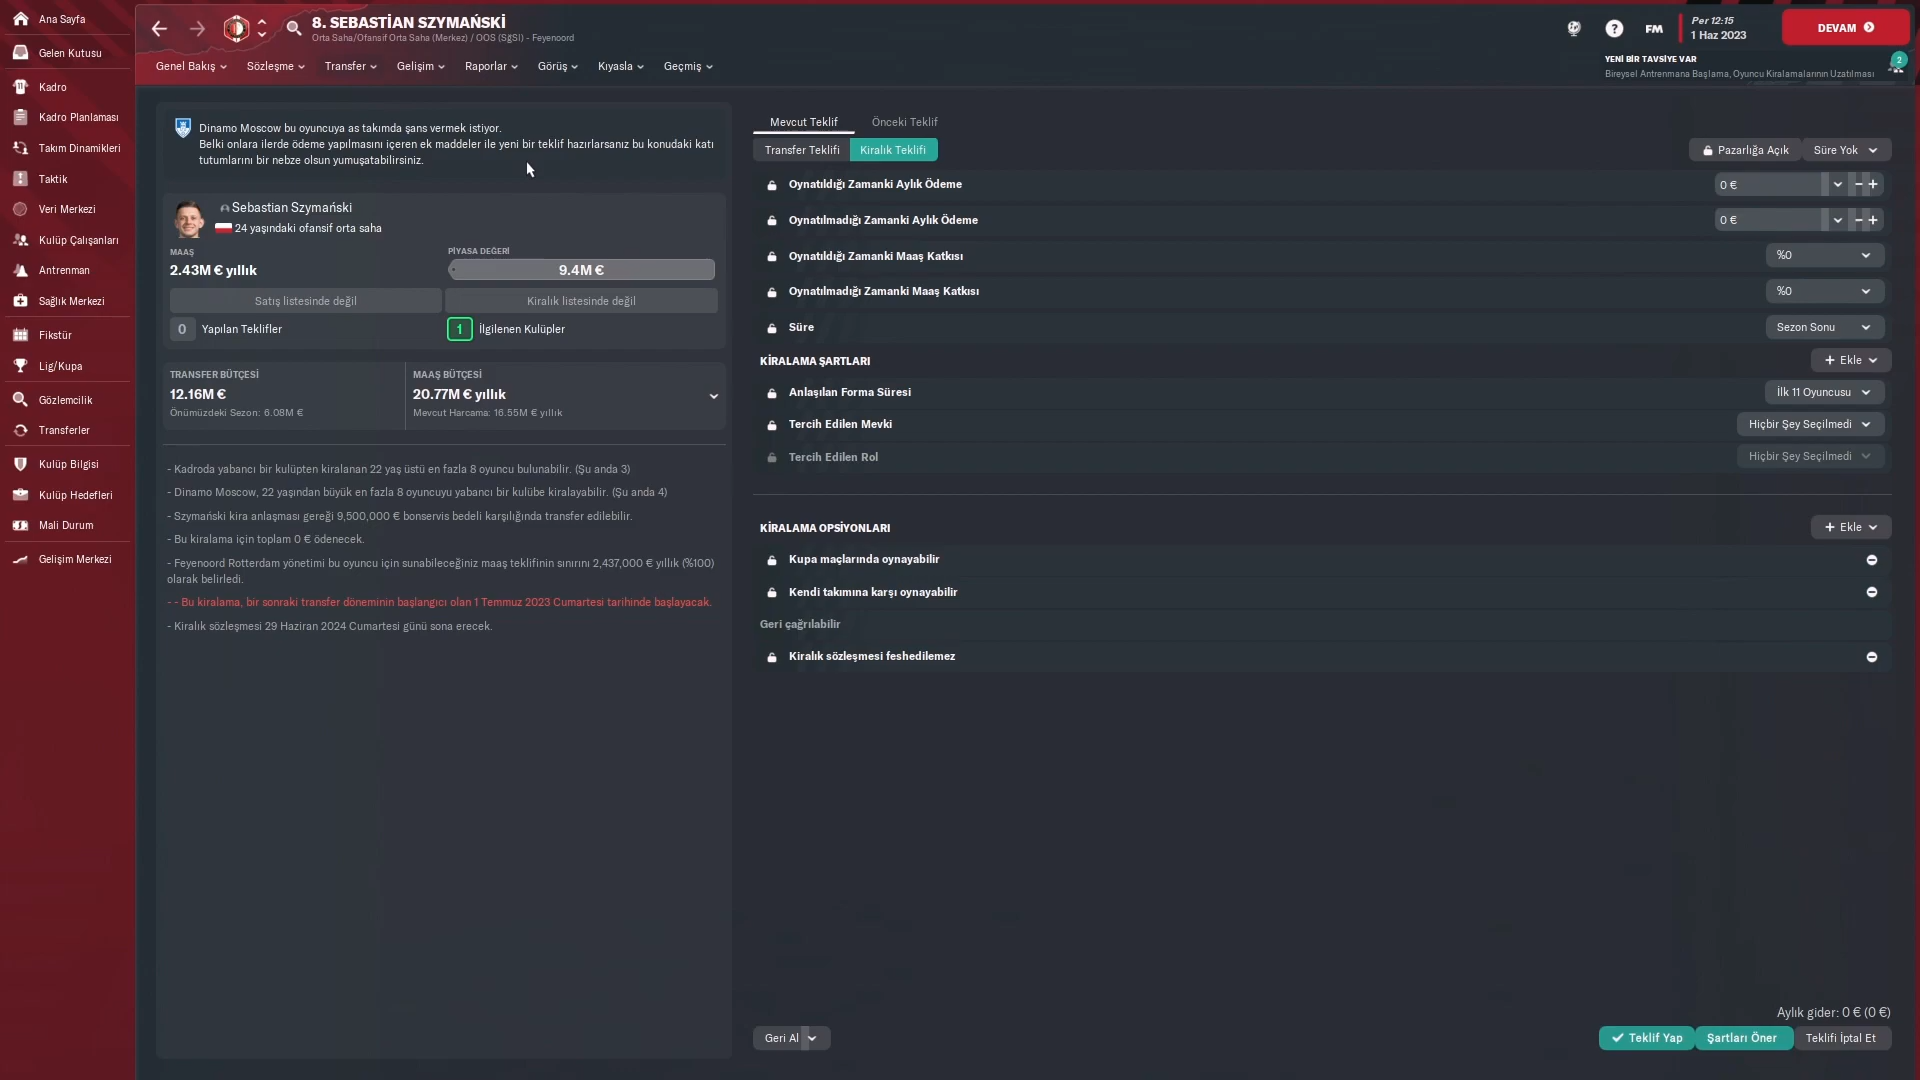 Ana Sayfa
Gelen Kutusu
Kadro
Kadro Planlaması
Takım Dinamikleri
Taktik
Veri Merkezi
Kulüp Çalışanları
Antrenman
Sağlık Merkezi
Fikstür
Lig/Kupa
Gözlemcilik
Transferler
Kulüp Bilgisi
Kulüp Hedefleri
Mali Durum
Gelişim Merkezi
8. SEBASTİAN SZYMAŃSKİ
Orta Saha/Ofansif Orta Saha (Merkez) / OOS (SğSl) - Feyenoord
?
FM
Per 12:15
1 Haz 2023
DEVAM
Genel Bakış
Sözleşme
Transfer
Gelişim
Raporlar
Görüş
Kıyasla
Geçmiş
YENİ BİR TAVSİYE VAR
Bireysel Antrenmana Başlama, Oyuncu Kiralamalarının Uzatılması
2
Dinamo Moscow bu oyuncuya as takımda şans vermek istiyor.
Belki onlara ilerde ödeme yapılmasını içeren ek maddeler ile yeni bir teklif hazırlarsanız bu konudaki katı
tutumlarını bir nebze olsun yumuşatabilirsiniz.
Sebastian Szymański
24 yaşındaki ofansif orta saha
MAAŞ
2.43M € yıllık
PİYASA DEĞERİ
9.4M €
Satış listesinde değil
Kiralık listesinde değil
0 Yapılan Teklifler
1 İlgilenen Kulüpler
TRANSFER BÜTÇESİ
12.16M €
Önümüzdeki Sezon: 6.08M €
MAAŞ BÜTÇESİ
20.77M € yıllık
Mevcut Harcama: 16.55M € yıllık
- Kadroda yabancı bir kulüpten kiralanan 22 yaş üstü en fazla 8 oyuncu bulunabilir. (Şu anda 3)
- Dinamo Moscow, 22 yaşından büyük en fazla 8 oyuncuyu yabancı bir kulübe kiralayabilir. (Şu anda 4)
- Szymański kira anlaşması gereği 9,500,000 € bonservis bedeli karşılığında transfer edilebilir.
- Bu kiralama için toplam 0 € ödenecek.
- Feyenoord Rotterdam yönetimi bu oyuncu için sunabileceğiniz maaş teklifinin sınırını 2,437,000 € yıllık (%100)
olarak belirledi.
- - Bu kiralama, bir sonraki transfer döneminin başlangıcı olan 1 Temmuz 2023 Cumartesi tarihinde başlayacak.
- Kiralık sözleşmesi 29 Haziran 2024 Cumartesi günü sona erecek.
Mevcut Teklif
Önceki Teklif
Transfer Teklifi
Kiralık Teklifi
Pazarlığa Açık
Süre Yok
Oynatıldığı Zamanki Aylık Ödeme
0 €
Oynatılmadığı Zamanki Aylık Ödeme
0 €
Oynatıldığı Zamanki Maaş Katkısı
%0
Oynatılmadığı Zamanki Maaş Katkısı
%0
Süre
Sezon Sonu
KİRALAMA ŞARTLARI
+ Ekle
Anlaşılan Forma Süresi
İlk 11 Oyuncusu
Tercih Edilen Mevki
Hiçbir Şey Seçilmedi
Tercih Edilen Rol
Hiçbir Şey Seçilmedi
KİRALAMA OPSİYONLARI
+ Ekle
Kupa maçlarında oynayabilir
Kendi takımına karşı oynayabilir
Geri çağrılabilir
Kiralık sözleşmesi feshedilemez
Aylık gider: 0 € (0 €)
Geri Al
Teklif Yap
Şartları Öner
Teklifi İptal Et